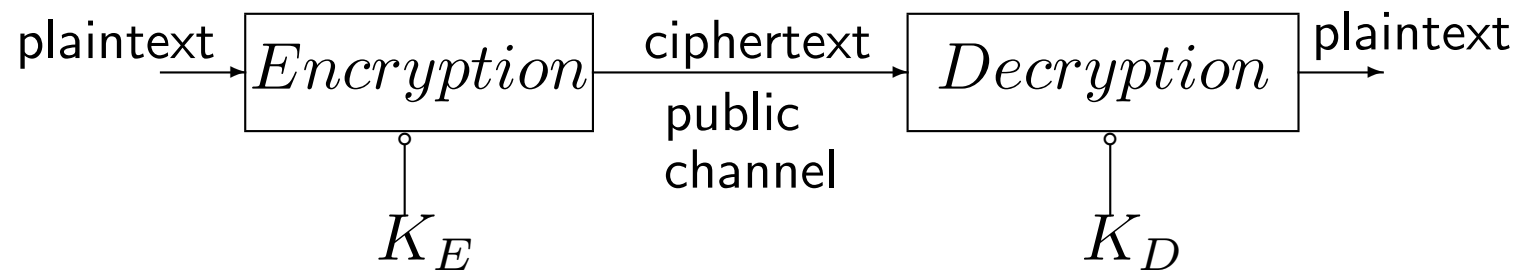 plaintext
Encryption
ciphertext
public
channel
Decryption
plaintext
K_E
K_D